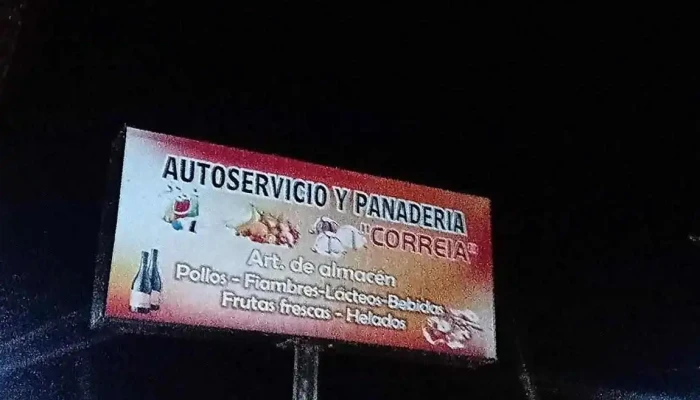 AUTOSERVICIO Y PANADERIA
"CORREIA"
Art. de almacén
Pollos - Fiambres-Lácteos-Bebidas
Frutas frescas - Helados